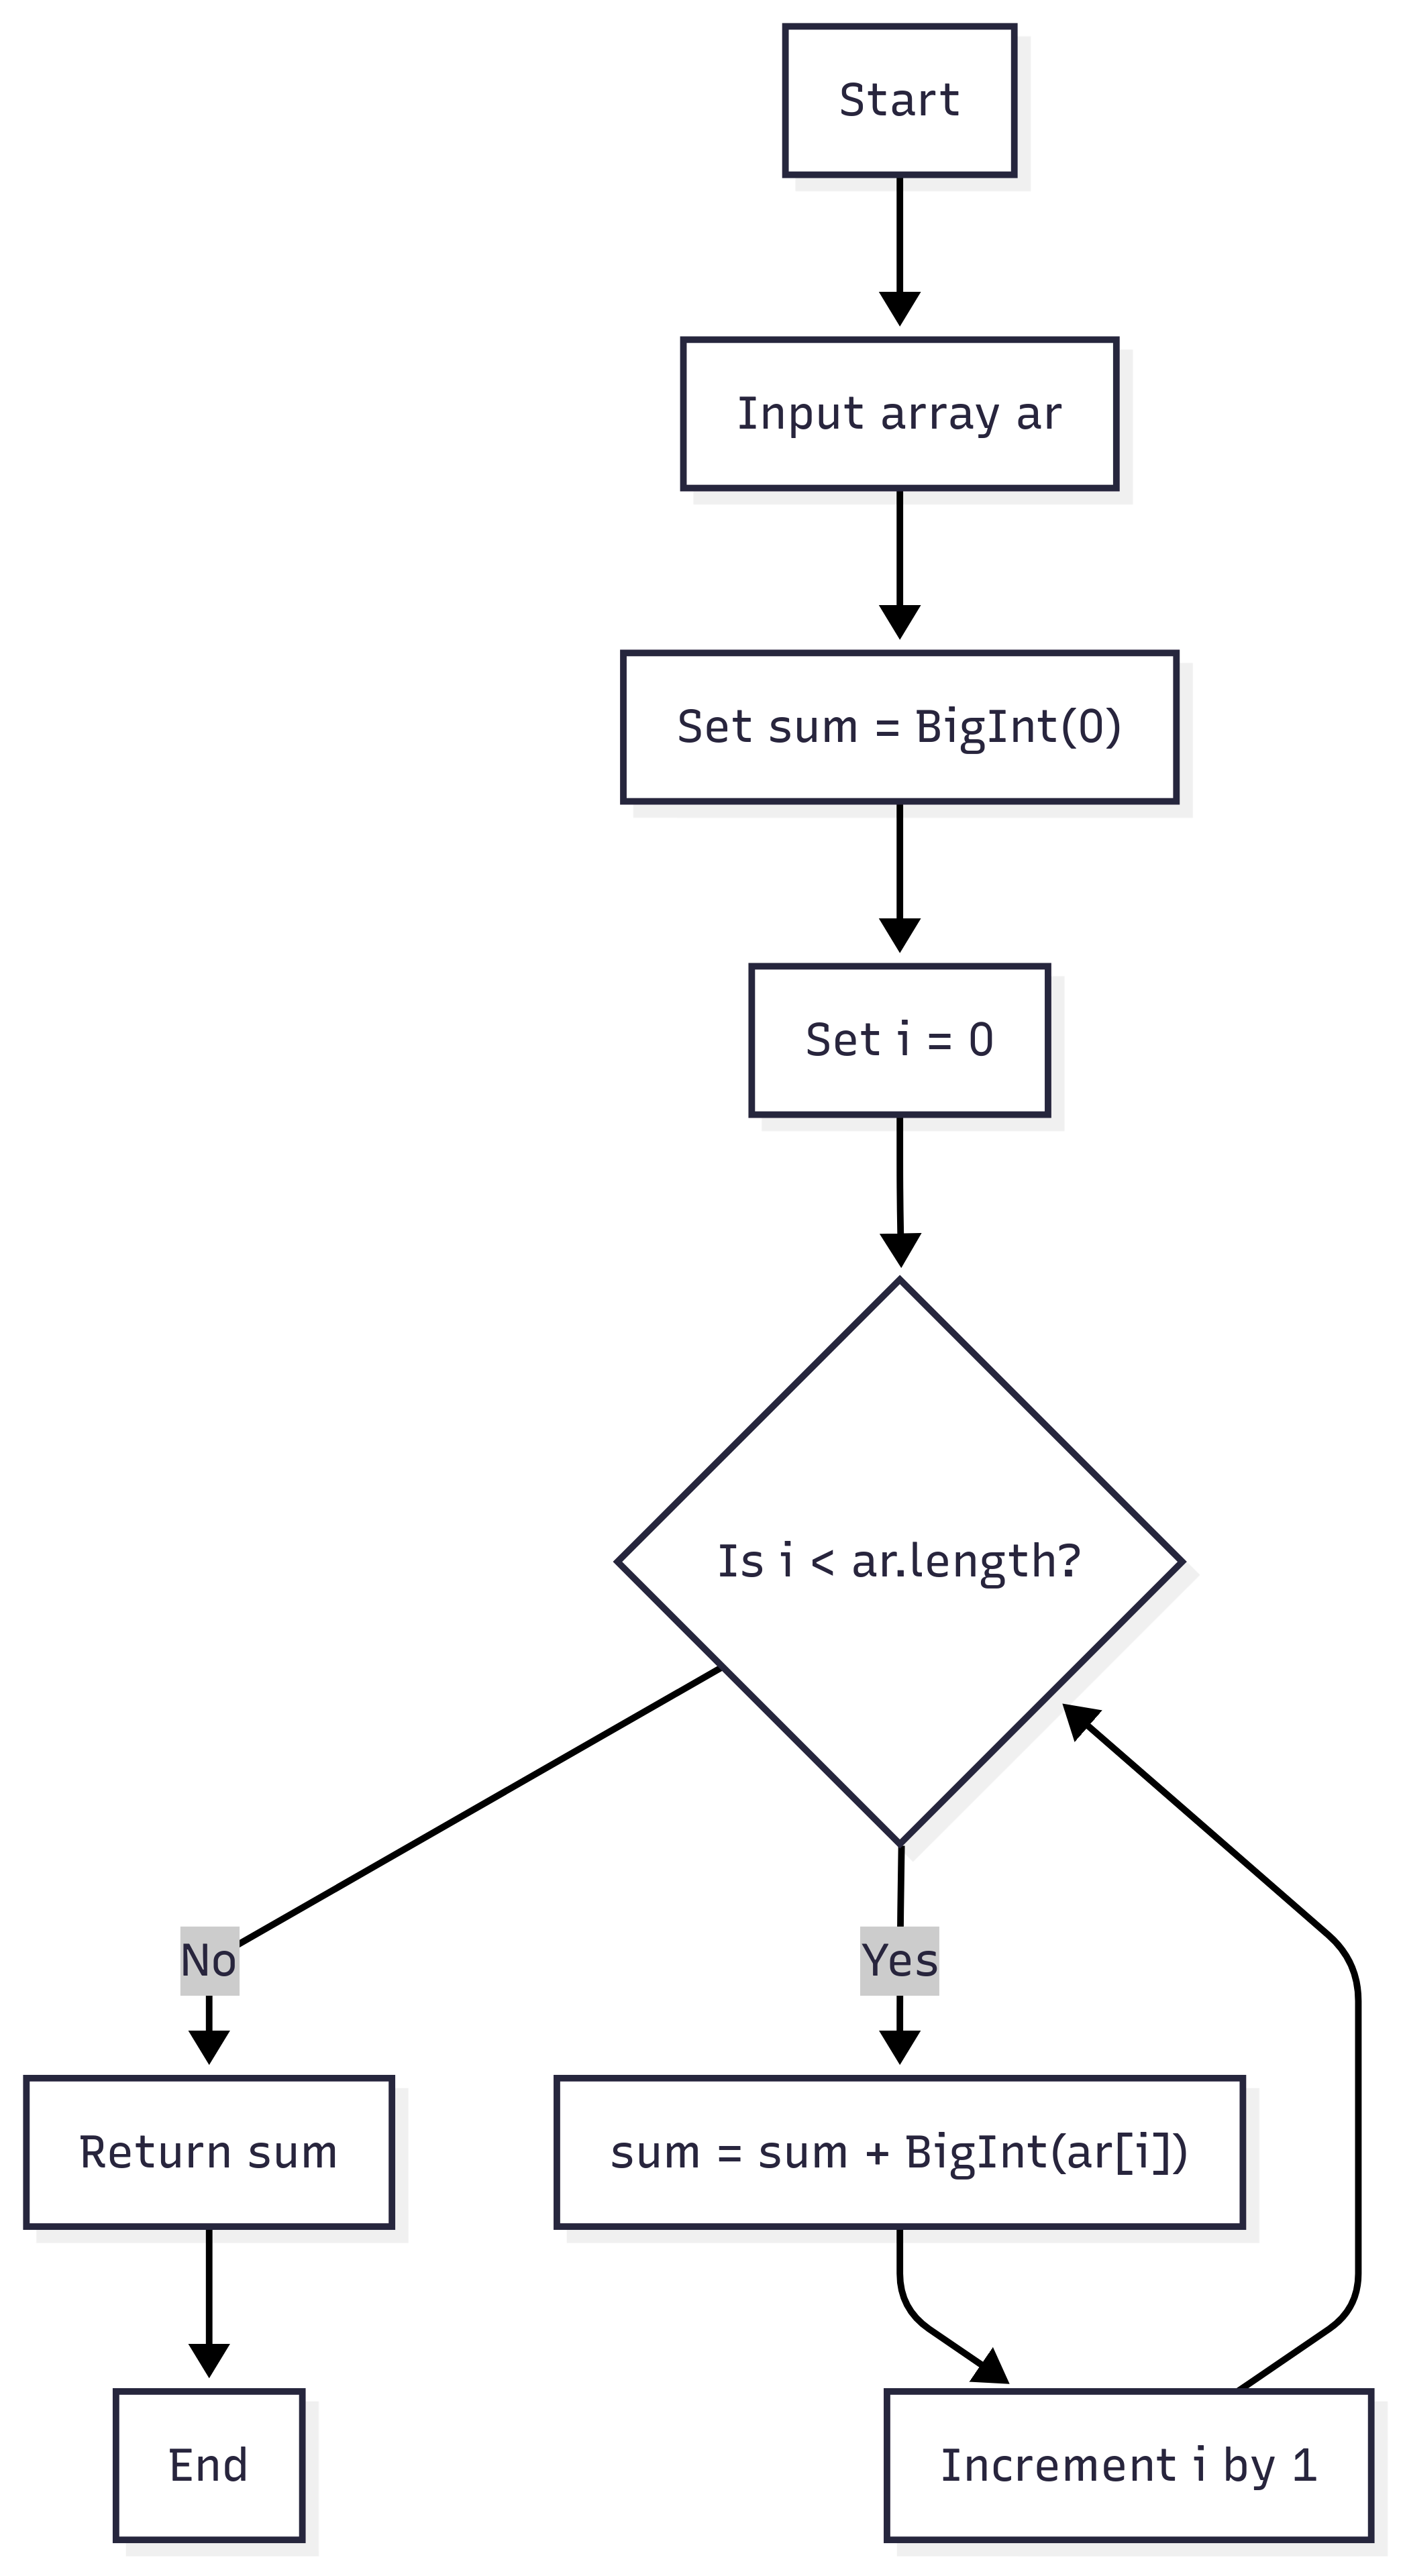 Start
Input array ar
Set sum = BigInt(0)
Set i = 0
Is i < ar.length?
No
Yes
Return sum
sum = sum + BigInt(ar[i])
End
Increment i by 1